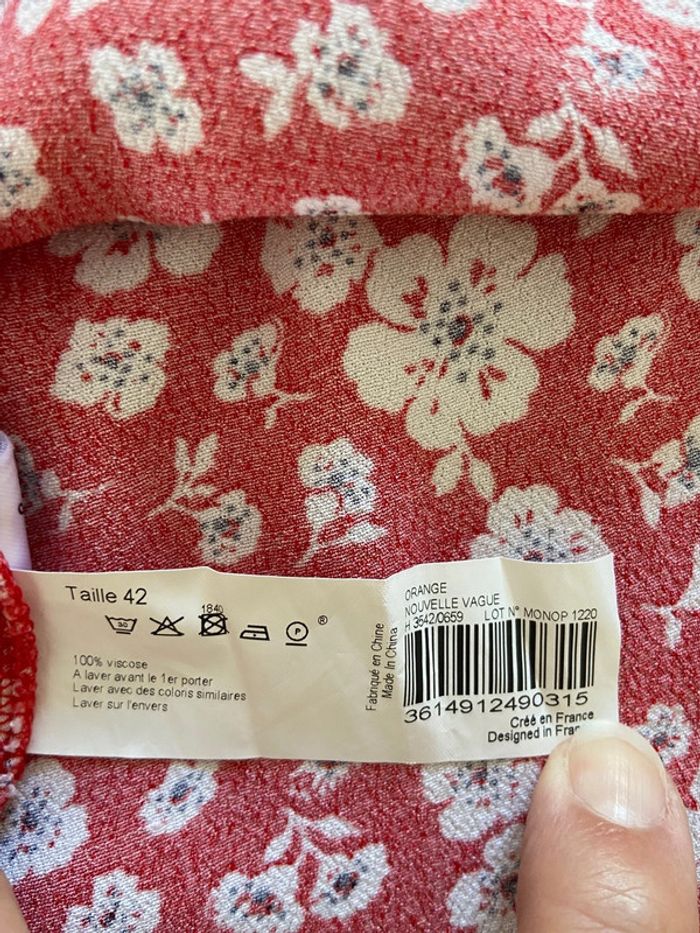 Taille 42
30
1840
P
®
100% viscose
A laver avant le 1er porter
Laver avec des coloris similaires
Laver sur l'envers
Fabriqué en Chine
Made In China
ORANGE
NOUVELLE VAGUE
H 3642/0659 LOT N° MONOP 1220
3614912490315
Créé en France
Designed in